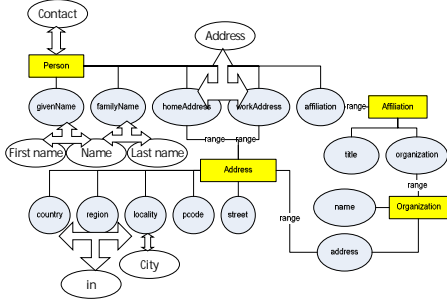 Contact
Address
Person
givenName
familyName
homeAddress
workAddress
affiliation
range
Affiliation
First name
Name
Last name
range
range
title
organization
Address
range
country
region
locality
pcode
street
range
name
Organization
address
City
in